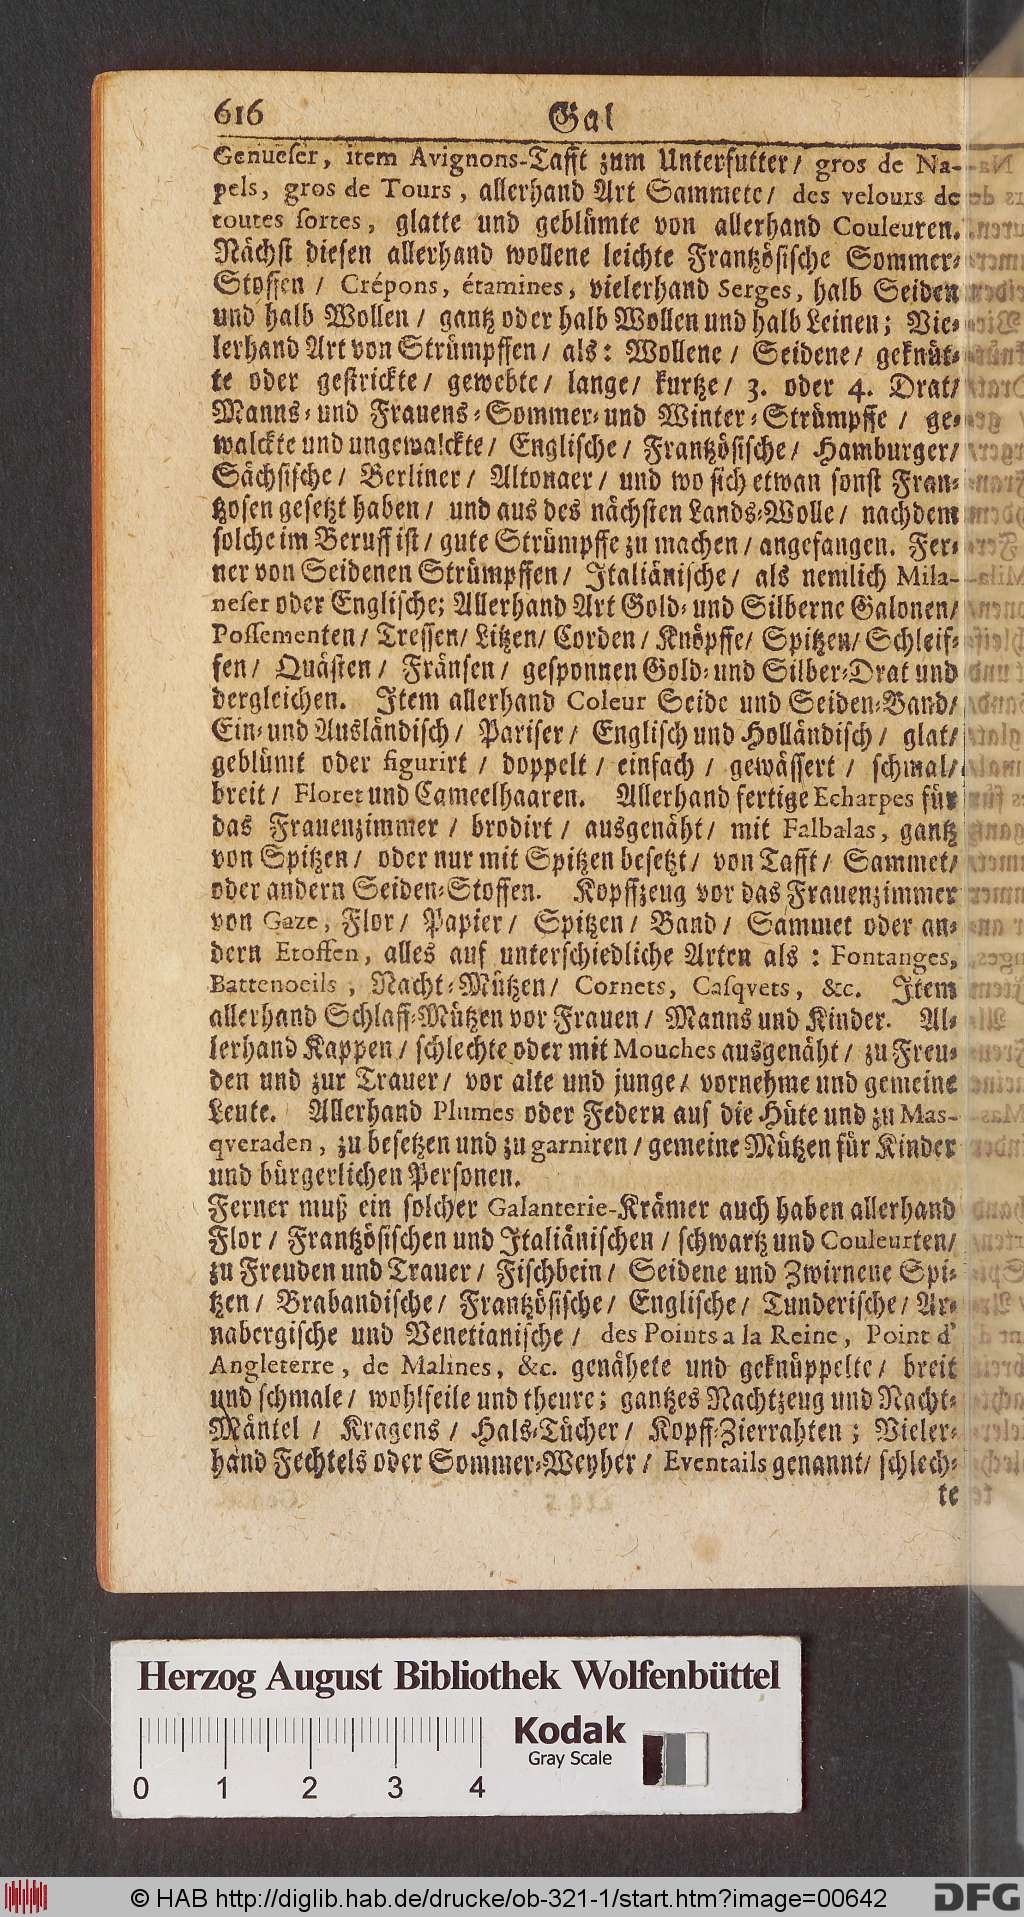 616 Gal
Genueser, item Avignons-Tafft zum Unterfutter/ gros de Na-
pels, gros de Tours, allerhand Art Sammete/ des velours de
toutes sortes, glatte und geblümte von allerhand Couleuren.
Nächst diesen allerhand wollene leichte Frantzösische Sommer-
Stoffen / Crépons, étamines, vielerhand Serges, halb Seiden
und halb Wollen / gantz oder halb Wollen und halb Leinen; Vie-
lerhand Art von Strümpffen/ als: Wollene / Seidene/ geknüt-
te oder gestrickte/ gewebte/ lange/ kurtze/ 3. oder 4. Drat/
Manns- und Frauens-Sommer- und Winter-Strümpffe / ge-
walckte und ungewalckte/ Englische/ Frantzösische/ Hamburger/
Sächsische/ Berliner/ Altonaer/ und wo sich etwan sonst Fran-
tzosen gesetzt haben/ und aus des nächsten Lands-Wolle/ nachdem
solche im Beruff ist/ gute Strümpffe zu machen/ angefangen. Fer-
ner von Seidenen Strümpffen/ Italiänische/ als nemlich Mila-
neser oder Englische; Allerhand Art Gold- und Silberne Galonen/
Possementen/ Tressen/ Litzen/ Corden/ Knöpffe/ Spitzen/ Schleif-
fen/ Quästen / Fränsen/ gesponnen Gold- und Silber-Drat und
dergleichen. Item allerhand Coleur Seide und Seiden-Band/
Ein- und Ausländisch/ Pariser/ Englisch und Holländisch/ glat/
geblümt oder figurirt / doppelt / einfach / gewässert / schmal/
breit/ Floret und Cameelhaaren. Allerhand fertige Echarpes für
das Frauenzimmer / brodirt / ausgenäht/ mit Falbalas, gantz
von Spitzen/ oder nur mit Spitzen besetzt/ von Tafft/ Sammet/
oder andern Seiden-Stoffen. Kopffzeug vor das Frauenzimmer
von Gaze, Flor/ Papier/ Spitzen/ Band/ Sammet oder an-
dern Etoffen, alles auf unterschiedliche Arten als : Fontanges,
Battenoeils, Nacht-Mützen/ Cornets, Casqvets, &c. Item
allerhand Schlaff-Mützen vor Frauen/ Manns und Kinder. Al-
lerhand Kappen/ schlechte oder mit Mouches ausgenäht/ zu Freu-
den und zur Trauer/ vor alte und junge/ vornehme und gemeine
Leute. Allerhand Plumes oder Federn auf die Hüte und zu Mas-
qveraden, zu besetzen und zu garniren/ gemeine Mützen für Kinder
und bürgerlichen Personen.
Ferner muß ein solcher Galanterie-Krämer auch haben allerhand
Flor/ Frantzösischen und Italiänischen / schwartz und Couleurten/
zu Freuden und Trauer/ Fischbein/ Seidene und Zwirnene Spi-
tzen/ Brabandische/ Frantzösische/ Englische/ Tunderische/ Ar-
nabergische und Venetianische/ des Points a la Reine, Point d'
Angleterre, de Malines, &c. genähete und geknüppelte/ breit
und schmale/ wohlfeile und theure; gantzes Nachtzeug und Nacht-
Mäntel / Kragens / Hals-Tücher/ Kopff-Zierrahten; Vieler-
hand Fechtels oder Sommer-Weyher/ Eventails genannt/ schlech-
te
Herzog August Bibliothek Wolfenbüttel
Kodak
Gray Scale
0 1 2 3 4
© HAB http://diglib.hab.de/drucke/ob-321-1/start.htm?image=00642
DFG